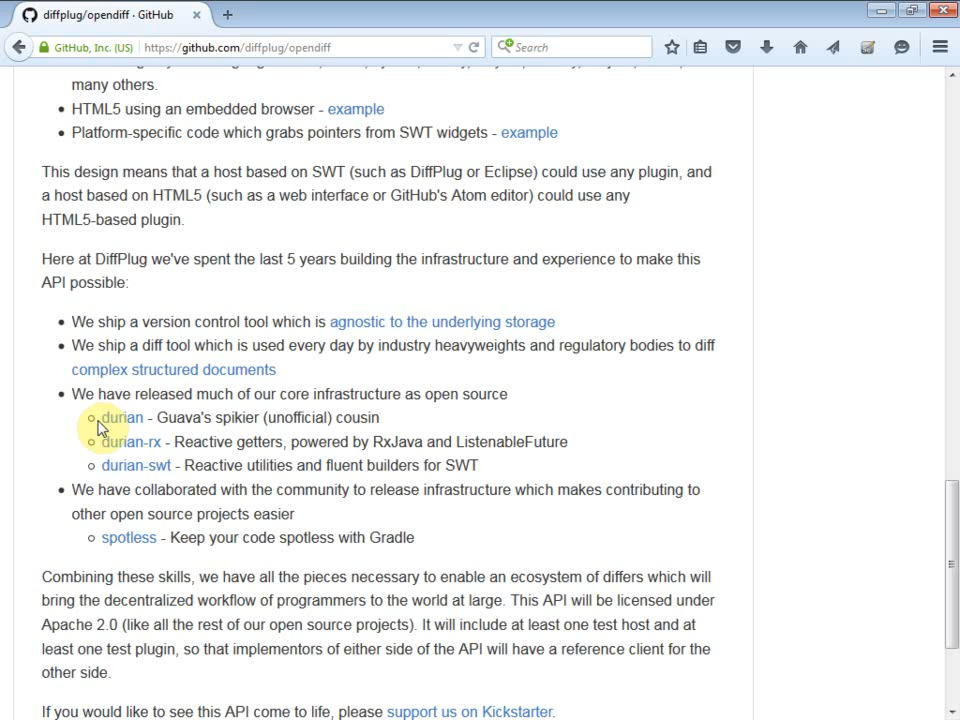 diffplug/opendiff · GitHub
GitHub, Inc. (US)
https://github.com/diffplug/opendiff
Search
many others.
HTML5 using an embedded browser - example
Platform-specific code which grabs pointers from SWT widgets - example
This design means that a host based on SWT (such as DiffPlug or Eclipse) could use any plugin, and
a host based on HTML5 (such as a web interface or GitHub's Atom editor) could use any
HTML5-based plugin.
Here at DiffPlug we've spent the last 5 years building the infrastructure and experience to make this
API possible:
We ship a version control tool which is agnostic to the underlying storage
We ship a diff tool which is used every day by industry heavyweights and regulatory bodies to diff
complex structured documents
We have released much of our core infrastructure as open source
durian - Guava's spikier (unofficial) cousin
durian-rx - Reactive getters, powered by RxJava and ListenableFuture
durian-swt - Reactive utilities and fluent builders for SWT
We have collaborated with the community to release infrastructure which makes contributing to
other open source projects easier
spotless - Keep your code spotless with Gradle
Combining these skills, we have all the pieces necessary to enable an ecosystem of differs which will
bring the decentralized workflow of programmers to the world at large. This API will be licensed under
Apache 2.0 (like all the rest of our open source projects). It will include at least one test host and at
least one test plugin, so that implementors of either side of the API will have a reference client for the
other side.
If you would like to see this API come to life, please support us on Kickstarter.